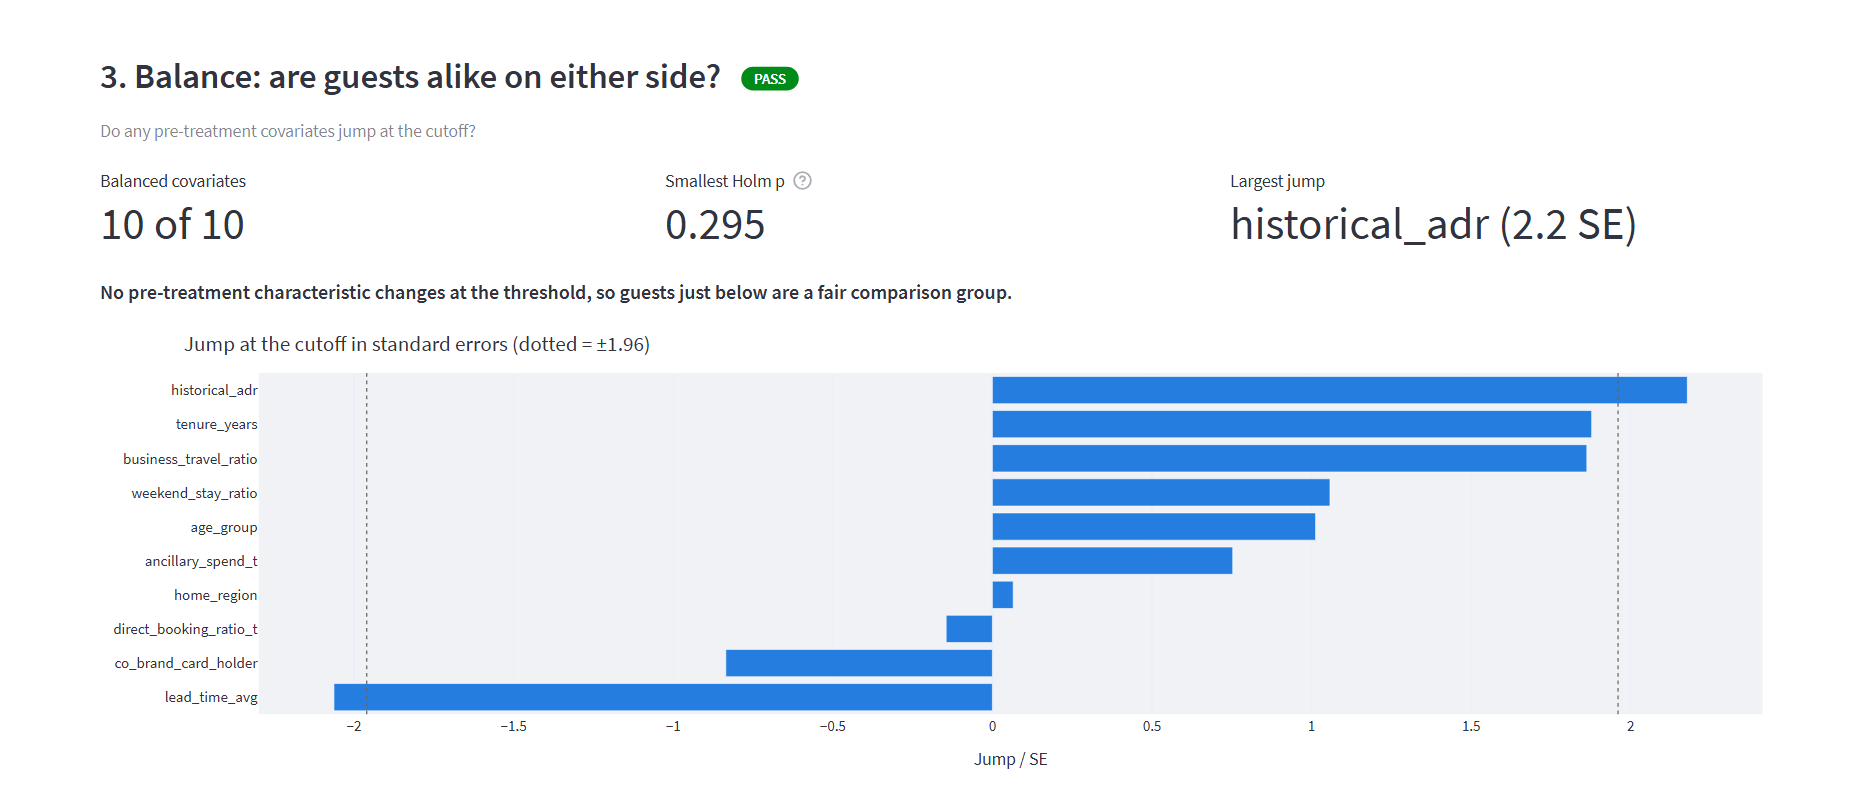 3. Balance: are guests alike on either side? PASS
Do any pre-treatment covariates jump at the cutoff?
Balanced covariates
10 of 10
Smallest Holm p ?
0.295
Largest jump
historical_adr (2.2 SE)
No pre-treatment characteristic changes at the threshold, so guests just below are a fair comparison group.
Jump at the cutoff in standard errors (dotted = ±1.96)
historical_adr
tenure_years
business_travel_ratio
weekend_stay_ratio
age_group
ancillary_spend_t
home_region
direct_booking_ratio_t
co_brand_card_holder
lead_time_avg
−2 −1.5 −1 −0.5 0 0.5 1 1.5 2
Jump / SE